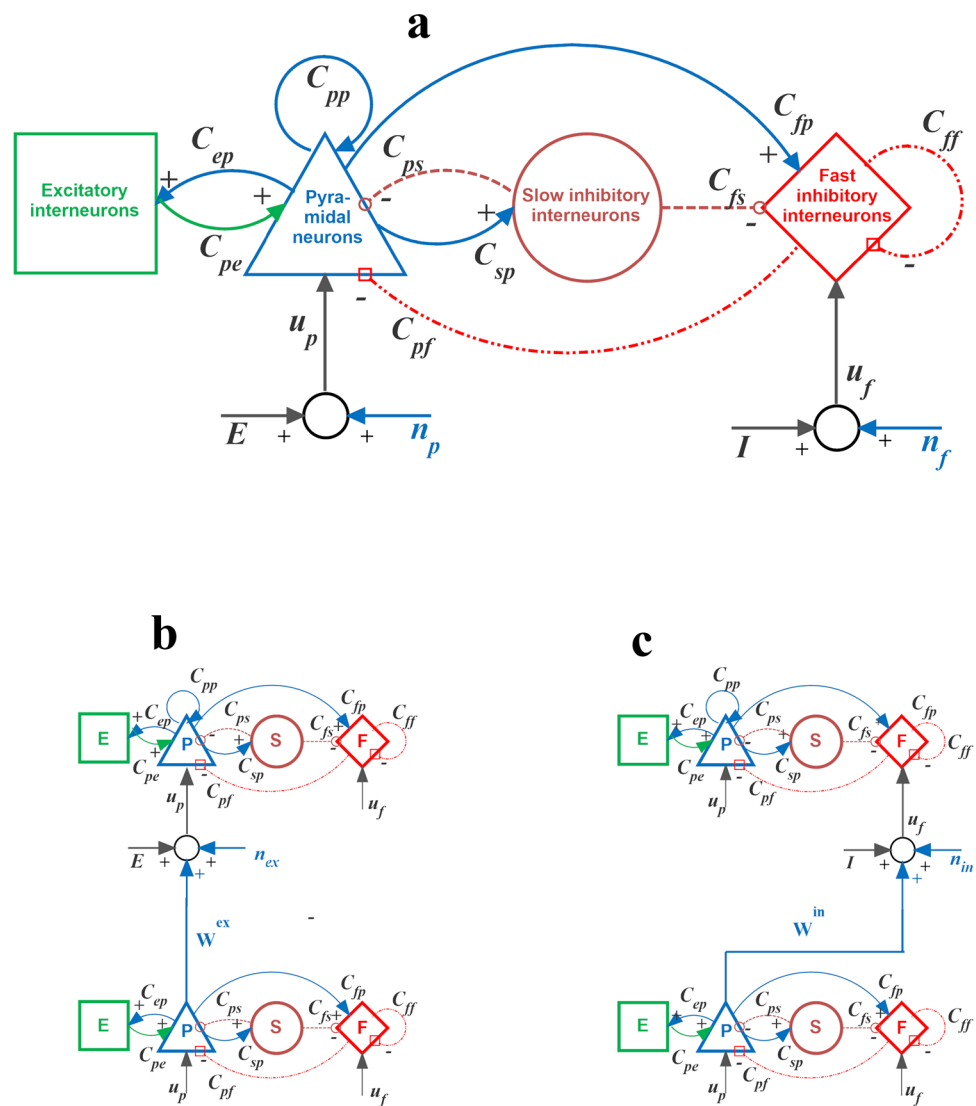 a
C_pp
C_fp
C_ff
C_ep
C_ps
+
+
+
Excitatory
interneurons
Pyra-
midal
neurons
-
+
Slow inhibitory
interneurons
C_fs
-
Fast
inhibitory
interneurons
C_pe
C_sp
-
-
u_p
C_pf
u_f
E
+
+
n_p
I
+
+
n_f
b
C_pp
C_fp
C_ff
+
C_ep
C_ps
E
+
P
-
+
S
C_fs
+
-
F
-
C_pe
C_sp
-
u_p
C_pf
u_f
E
+
+
n_ex
+
W^ex
-
C_fp
C_ff
+
C_ep
C_ps
E
+
P
+
S
C_fs
+
-
F
-
C_pe
C_sp
-
u_p
C_pf
u_f
c
C_pp
C_fp
+
C_ep
C_ps
E
+
P
-
+
S
C_fs
+
-
F
-
C_ff
C_pe
C_sp
-
u_p
C_pf
u_f
I
+
+
n_in
+
W^in
C_fp
+
C_ep
C_ps
E
+
P
-
+
S
C_fs
+
-
F
-
C_ff
C_pe
C_sp
-
u_p
C_pf
u_f